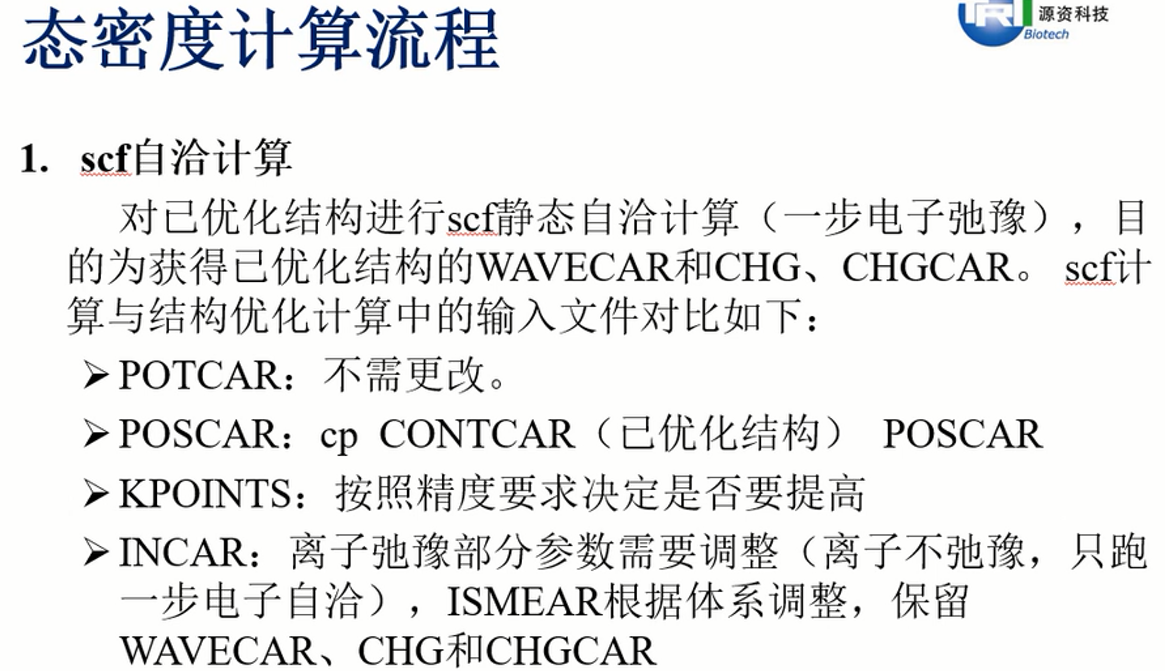 态密度计算流程
源资科技
Biotech
1. scf自洽计算
对已优化结构进行scf静态自洽计算（一步电子弛豫），目
的为获得已优化结构的WAVECAR和CHG、CHGCAR。 scf计
算与结构优化计算中的输入文件对比如下：
➢ POTCAR：不需更改。
➢ POSCAR：cp CONTCAR（已优化结构） POSCAR
➢ KPOINTS：按照精度要求决定是否要提高
➢ INCAR：离子弛豫部分参数需要调整（离子不弛豫，只跑
一步电子自洽），ISMEAR根据体系调整，保留
WAVECAR、CHG和CHGCAR